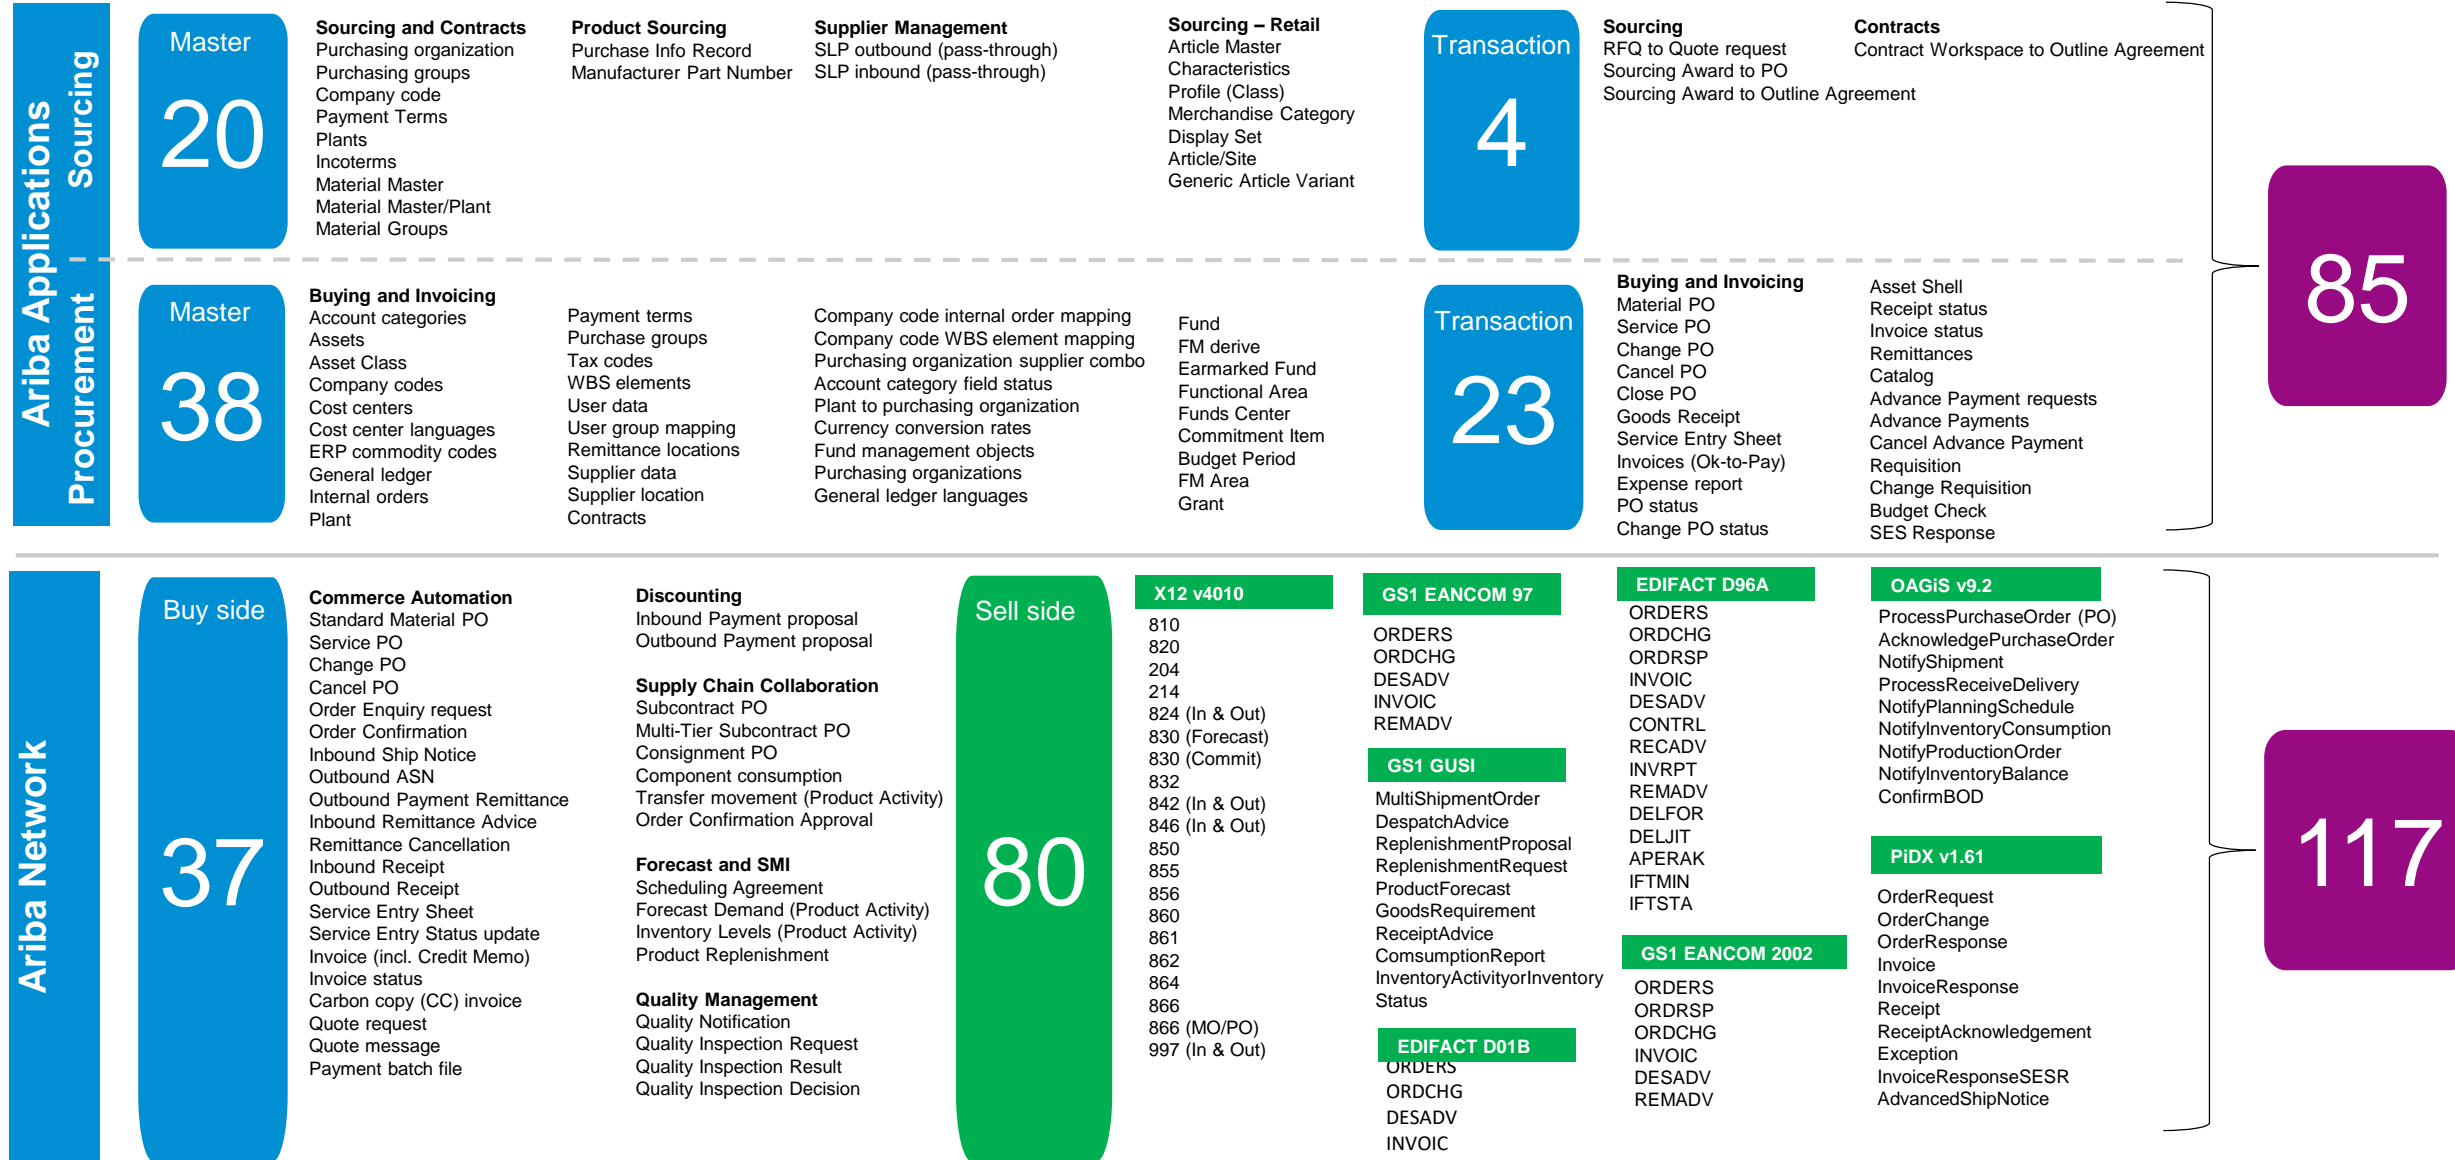 Ariba Applications
Sourcing
Master
20
Sourcing and Contracts
Purchasing organization
Purchasing groups
Company code
Payment Terms
Plants
Incoterms
Material Master
Material Master/Plant
Material Groups
Product Sourcing
Purchase Info Record
Manufacturer Part Number
Supplier Management
SLP outbound (pass-through)
SLP inbound (pass-through)
Sourcing – Retail
Article Master
Characteristics
Profile (Class)
Merchandise Category
Display Set
Article/Site
Generic Article Variant
Transaction
4
Sourcing
RFQ to Quote request
Sourcing Award to PO
Sourcing Award to Outline Agreement
Contracts
Contract Workspace to Outline Agreement
85
Procurement
Master
38
Buying and Invoicing
Account categories
Assets
Asset Class
Company codes
Cost centers
Cost center languages
ERP commodity codes
General ledger
Internal orders
Plant
Payment terms
Purchase groups
Tax codes
WBS elements
User data
User group mapping
Remittance locations
Supplier data
Supplier location
Contracts
Company code internal order mapping
Company code WBS element mapping
Purchasing organization supplier combo
Account category field status
Plant to purchasing organization
Currency conversion rates
Fund management objects
Purchasing organizations
General ledger languages
Fund
FM derive
Earmarked Fund
Functional Area
Funds Center
Commitment Item
Budget Period
FM Area
Grant
Transaction
23
Buying and Invoicing
Material PO
Service PO
Change PO
Cancel PO
Close PO
Goods Receipt
Service Entry Sheet
Invoices (Ok-to-Pay)
Expense report
PO status
Change PO status
Asset Shell
Receipt status
Invoice status
Remittances
Catalog
Advance Payment requests
Advance Payments
Cancel Advance Payment
Requisition
Change Requisition
Budget Check
SES Response
Ariba Network
Buy side
37
Commerce Automation
Standard Material PO
Service PO
Change PO
Cancel PO
Order Enquiry request
Order Confirmation
Inbound Ship Notice
Outbound ASN
Outbound Payment Remittance
Inbound Remittance Advice
Remittance Cancellation
Inbound Receipt
Outbound Receipt
Service Entry Sheet
Service Entry Status update
Invoice (incl. Credit Memo)
Invoice status
Carbon copy (CC) invoice
Quote request
Quote message
Payment batch file
Discounting
Inbound Payment proposal
Outbound Payment proposal
Supply Chain Collaboration
Subcontract PO
Multi-Tier Subcontract PO
Consignment PO
Component consumption
Transfer movement (Product Activity)
Order Confirmation Approval
Forecast and SMI
Scheduling Agreement
Forecast Demand (Product Activity)
Inventory Levels (Product Activity)
Product Replenishment
Quality Management
Quality Notification
Quality Inspection Request
Quality Inspection Result
Quality Inspection Decision
Sell side
80
X12 v4010
810
820
204
214
824 (In & Out)
830 (Forecast)
830 (Commit)
832
842 (In & Out)
846 (In & Out)
850
855
856
860
861
862
864
866
866 (MO/PO)
997 (In & Out)
GS1 EANCOM 97
ORDERS
ORDCHG
DESADV
INVOIC
REMADV
GS1 GUSI
MultiShipmentOrder
DespatchAdvice
ReplenishmentProposal
ReplenishmentRequest
ProductForecast
GoodsRequirement
ReceiptAdvice
ComsumptionReport
InventoryActivityorInventory
Status
EDIFACT D01B
ORDERS
ORDCHG
DESADV
INVOIC
EDIFACT D96A
ORDERS
ORDCHG
ORDRSP
INVOIC
DESADV
CONTRL
RECADV
INVRPT
REMADV
DELFOR
DELJIT
APERAK
IFTMIN
IFTSTA
GS1 EANCOM 2002
ORDERS
ORDRSP
ORDCHG
INVOIC
DESADV
REMADV
OAGiS v9.2
ProcessPurchaseOrder (PO)
AcknowledgePurchaseOrder
NotifyShipment
ProcessReceiveDelivery
NotifyPlanningSchedule
NotifyInventoryConsumption
NotifyProductionOrder
NotifyInventoryBalance
ConfirmBOD
PiDX v1.61
OrderRequest
OrderChange
OrderResponse
Invoice
InvoiceResponse
Receipt
ReceiptAcknowledgement
Exception
InvoiceResponseSESR
AdvancedShipNotice
117